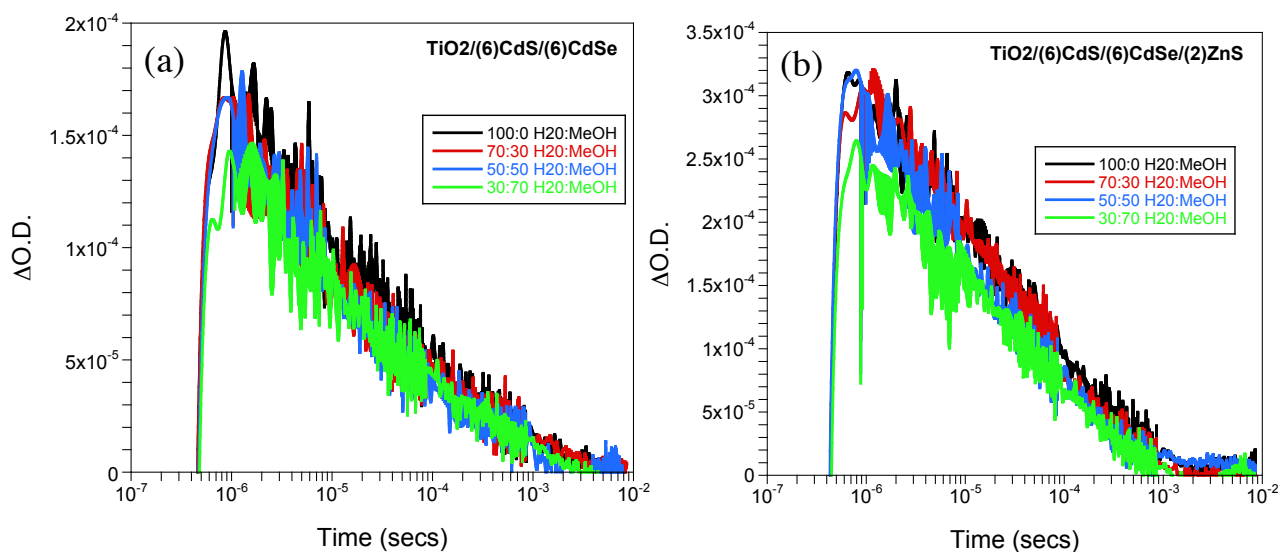 (a)
TiO2/(6)CdS/(6)CdSe
100:0 H20:MeOH
70:30 H20:MeOH
50:50 H20:MeOH
30:70 H20:MeOH
2x10⁻⁴
1.5x10⁻⁴
1x10⁻⁴
5x10⁻⁵
0
ΔO.D.
10⁻⁷ 10⁻⁶ 10⁻⁵ 10⁻⁴ 10⁻³ 10⁻²
Time (secs)
(b)
TiO2/(6)CdS/(6)CdSe/(2)ZnS
100:0 H20:MeOH
70:30 H20:MeOH
50:50 H20:MeOH
30:70 H20:MeOH
3.5x10⁻⁴
3x10⁻⁴
2.5x10⁻⁴
2x10⁻⁴
1.5x10⁻⁴
1x10⁻⁴
5x10⁻⁵
0
ΔO.D.
10⁻⁷ 10⁻⁶ 10⁻⁵ 10⁻⁴ 10⁻³ 10⁻²
Time (secs)